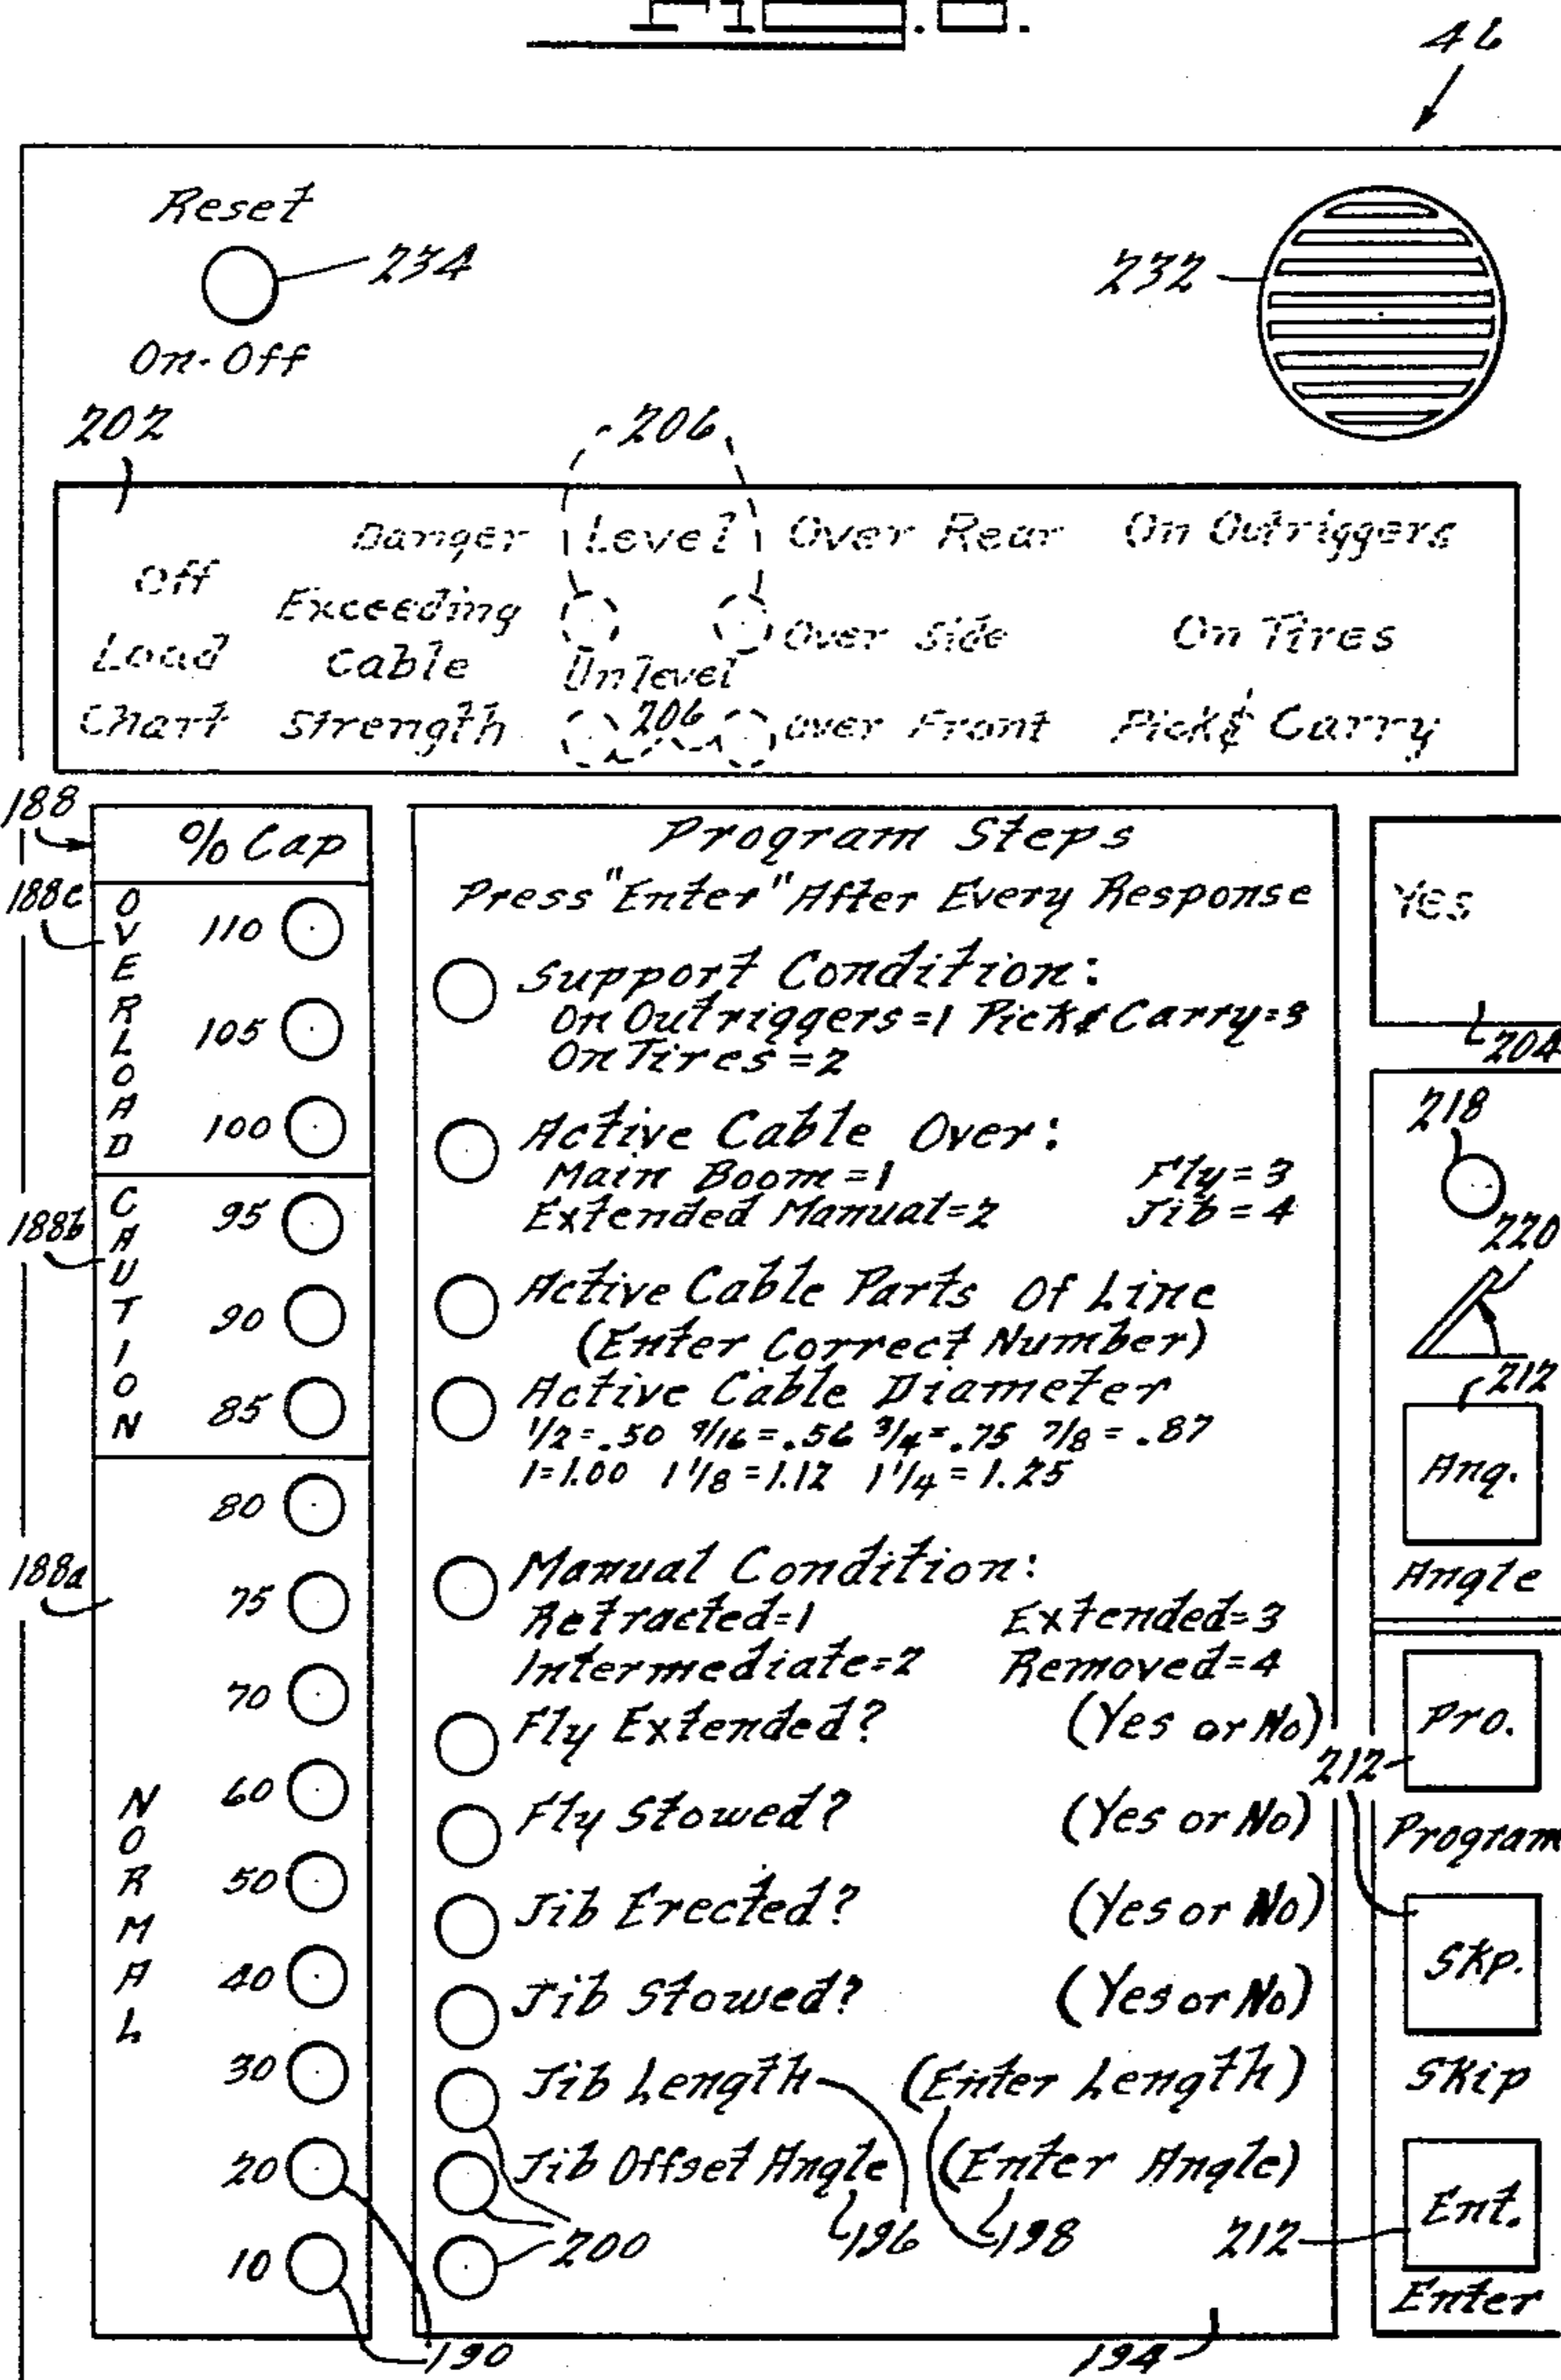 46
Reset
234
232
On-Off
202
206
Off
Load
Chart
Danger
Exceeding
Cable
Strength
Level
Unlevel
206
Over Rear
Over Side
Over Front
On Outriggers
On Tires
Pick & Carry
188
% Cap
188c
OVERLOAD
110
105
100
188b
CAUTION
95
90
85
188a
NORMAL
80
75
70
60
50
40
30
20
10
190
Program Steps
Press "Enter" After Every Response
Support Condition:
On Outriggers=1 Pick & Carry=3
On Tires=2
Active Cable Over:
Main Boom=1 Fly=3
Extended Manual=2 Jib=4
Active Cable Parts Of Line
(Enter Correct Number)
Active Cable Diameter
1/2=.50 9/16=.56 3/4=.75 7/8=.87
1=1.00 1 1/8=1.12 1 1/4=1.25
Manual Condition:
Retracted=1 Extended=3
Intermediate=2 Removed=4
Fly Extended? (Yes or No)
Fly Stowed? (Yes or No)
Jib Erected? (Yes or No)
Jib Stowed? (Yes or No)
Jib Length (Enter Length)
Jib Offset Angle (Enter Angle)
200
196
198
194
Yes
204
218
220
212
Ang.
Angle
Pro.
212
Program
Skp.
Skip
Ent.
212
Enter